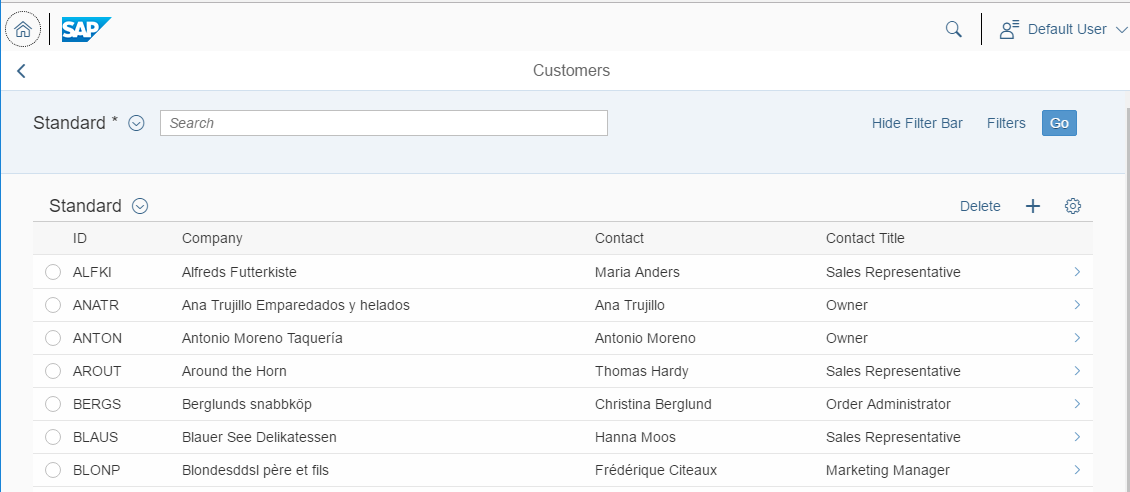 SAP Default User
Customers
Standard * Search Hide Filter Bar Filters Go
Standard Delete
ID Company Contact Contact Title
ALFKI Alfreds Futterkiste Maria Anders Sales Representative
ANATR Ana Trujillo Emparedados y helados Ana Trujillo Owner
ANTON Antonio Moreno Taquería Antonio Moreno Owner
AROUT Around the Horn Thomas Hardy Sales Representative
BERGS Berglunds snabbköp Christina Berglund Order Administrator
BLAUS Blauer See Delikatessen Hanna Moos Sales Representative
BLONP Blondesddsl père et fils Frédérique Citeaux Marketing Manager